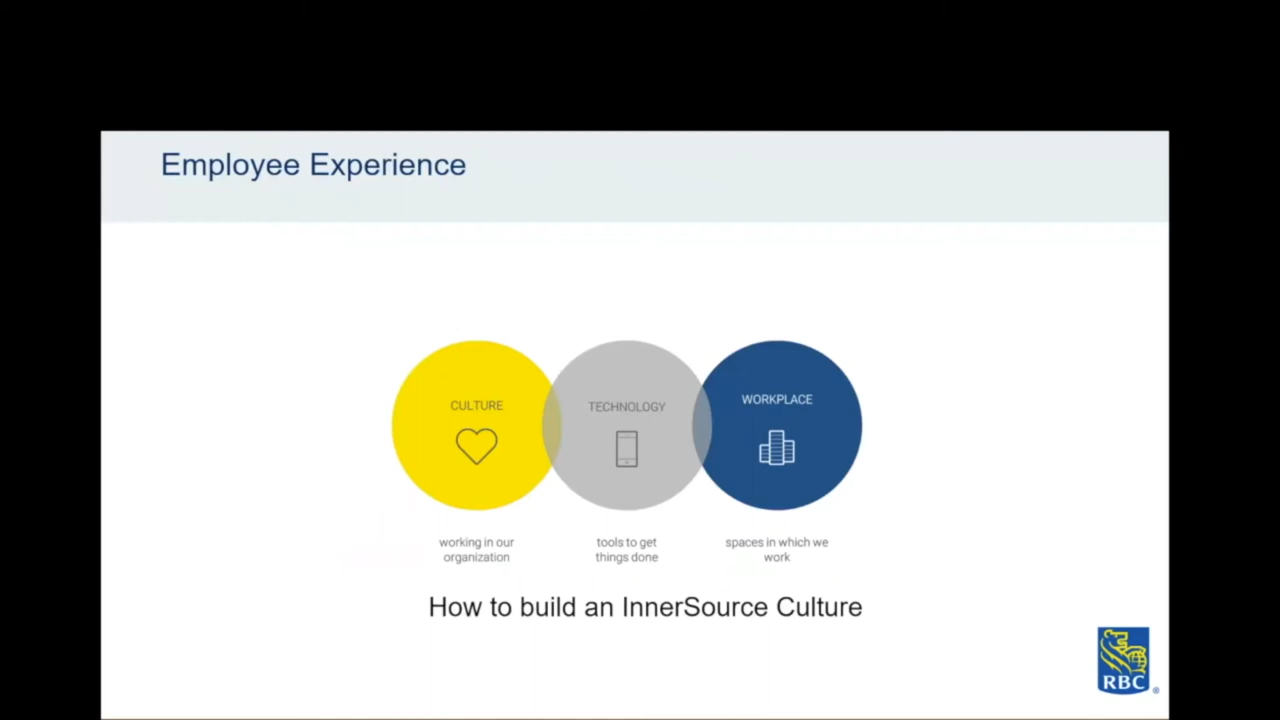 Employee Experience
CULTURE
TECHNOLOGY
WORKPLACE
working in our
organization
tools to get
things done
spaces in which we
work
How to build an InnerSource Culture
RBC
®